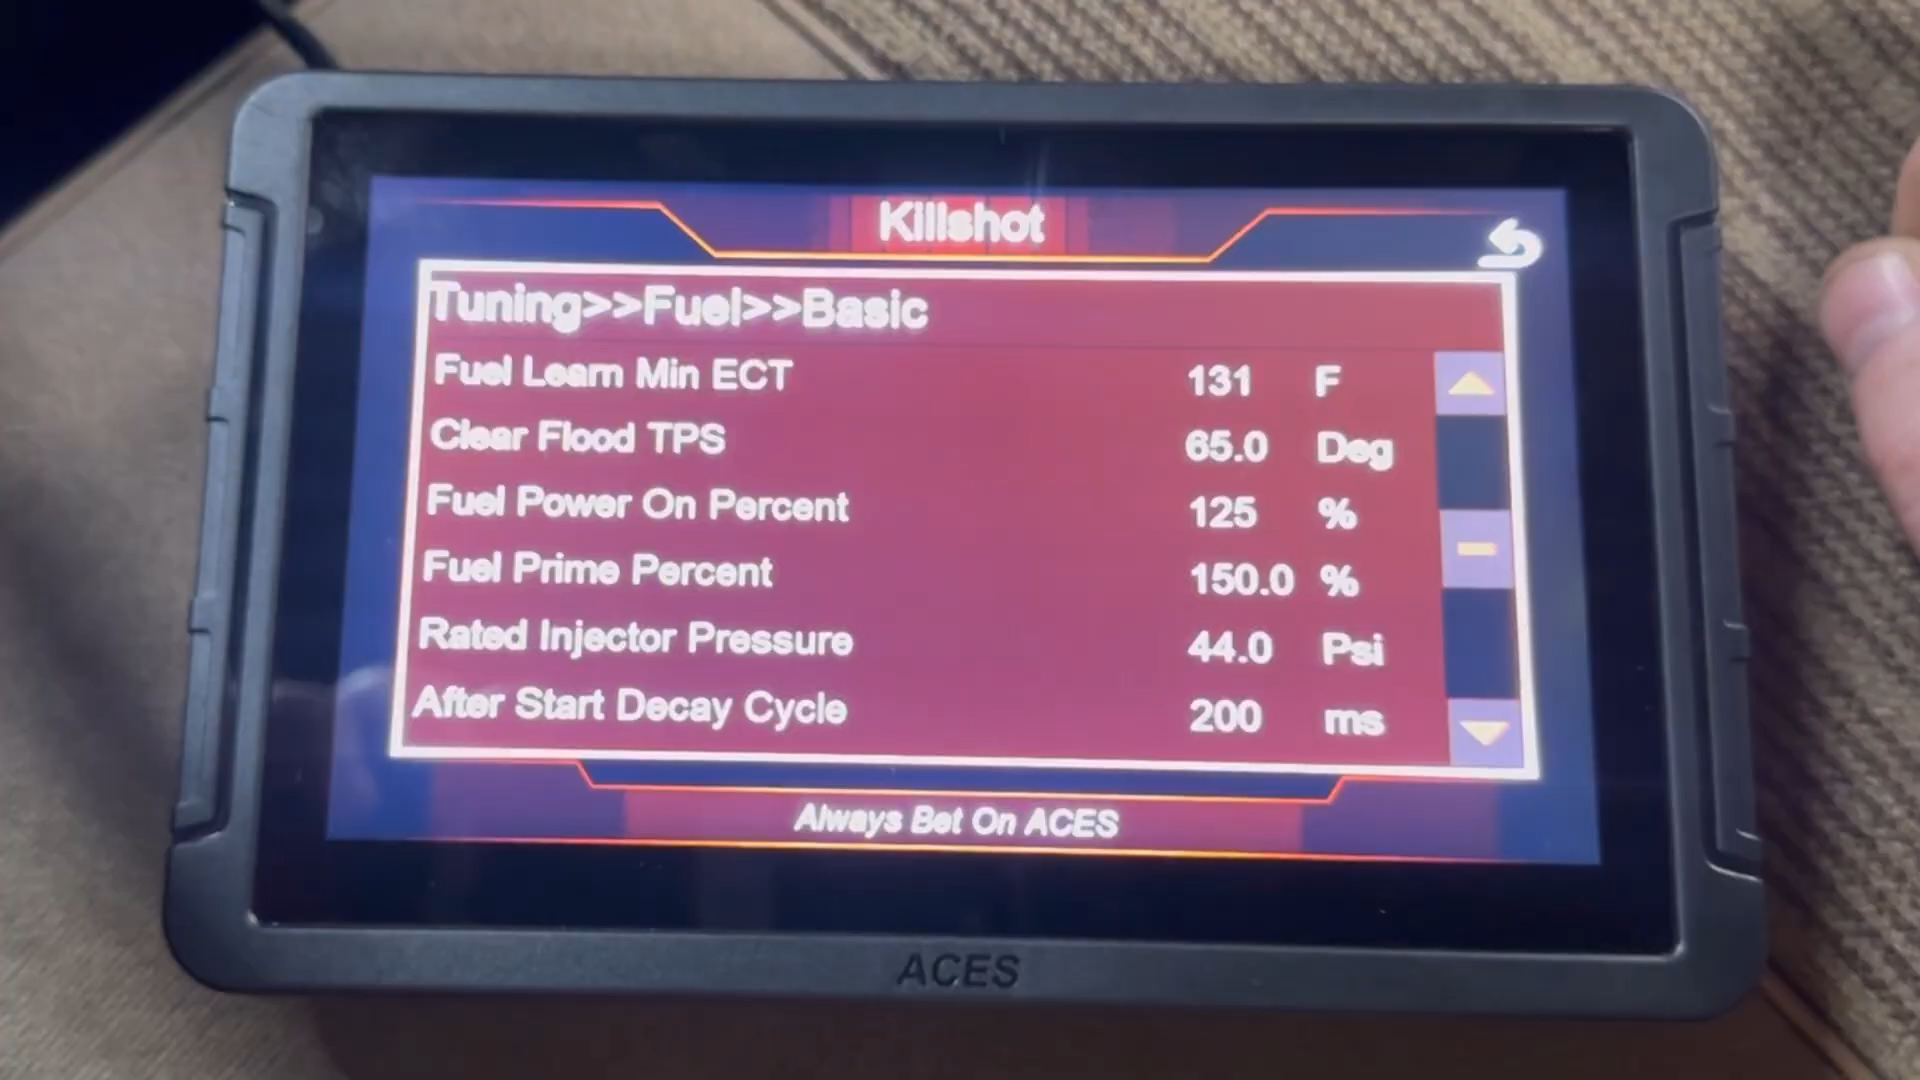 Killshot
Tuning>>Fuel>>Basic
Fuel Learn Min ECT 131 F
Clear Flood TPS 65.0 Deg
Fuel Power On Percent 125 %
Fuel Prime Percent 150.0 %
Rated Injector Pressure 44.0 Psi
After Start Decay Cycle 200 ms
Always Bet On ACES
ACES